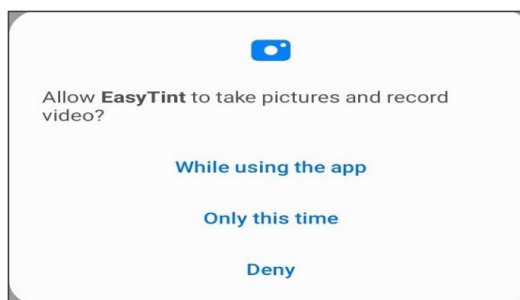 Allow EasyTint to take pictures and record
video?
While using the app
Only this time
Deny